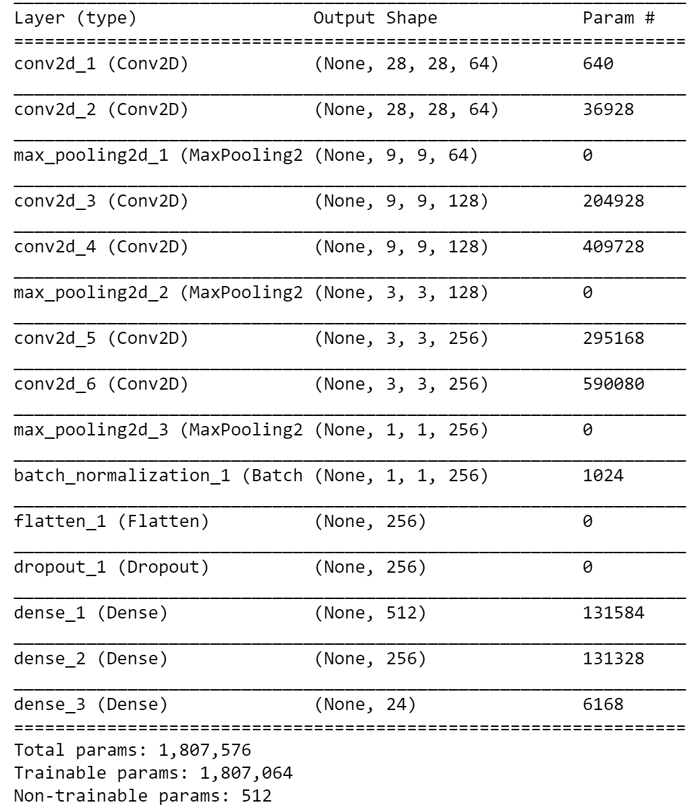 Layer (type) Output Shape Param #
=================================================================
conv2d_1 (Conv2D) (None, 28, 28, 64) 640
conv2d_2 (Conv2D) (None, 28, 28, 64) 36928
max_pooling2d_1 (MaxPooling2 (None, 9, 9, 64) 0
conv2d_3 (Conv2D) (None, 9, 9, 128) 204928
conv2d_4 (Conv2D) (None, 9, 9, 128) 409728
max_pooling2d_2 (MaxPooling2 (None, 3, 3, 128) 0
conv2d_5 (Conv2D) (None, 3, 3, 256) 295168
conv2d_6 (Conv2D) (None, 3, 3, 256) 590080
max_pooling2d_3 (MaxPooling2 (None, 1, 1, 256) 0
batch_normalization_1 (Batch (None, 1, 1, 256) 1024
flatten_1 (Flatten) (None, 256) 0
dropout_1 (Dropout) (None, 256) 0
dense_1 (Dense) (None, 512) 131584
dense_2 (Dense) (None, 256) 131328
dense_3 (Dense) (None, 24) 6168
=================================================================
Total params: 1,807,576
Trainable params: 1,807,064
Non-trainable params: 512